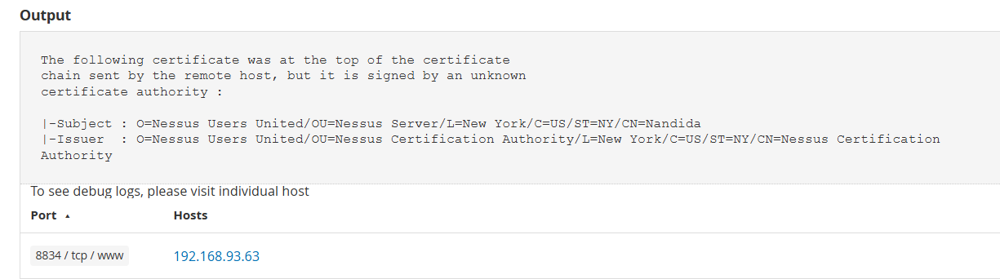 Output
The following certificate was at the top of the certificate
chain sent by the remote host, but it is signed by an unknown
certificate authority :
|-Subject : O=Nessus Users United/OU=Nessus Server/L=New York/C=US/ST=NY/CN=Nandida
|-Issuer  : O=Nessus Users United/OU=Nessus Certification Authority/L=New York/C=US/ST=NY/CN=Nessus Certification
Authority
To see debug logs, please visit individual host
Port ▲ Hosts
8834 / tcp / www 192.168.93.63